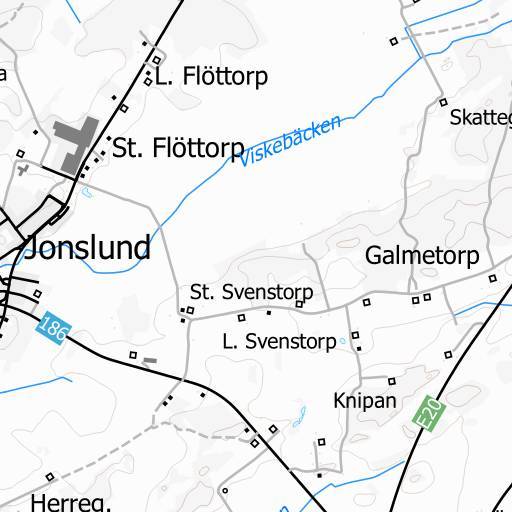 L. Flöttorp
Skatteg
St. Flöttorp
Viskebäcken
Jonslund
Galmetorp
St. Svenstorp
186
L. Svenstorp
Knipan
E20
Herreg.